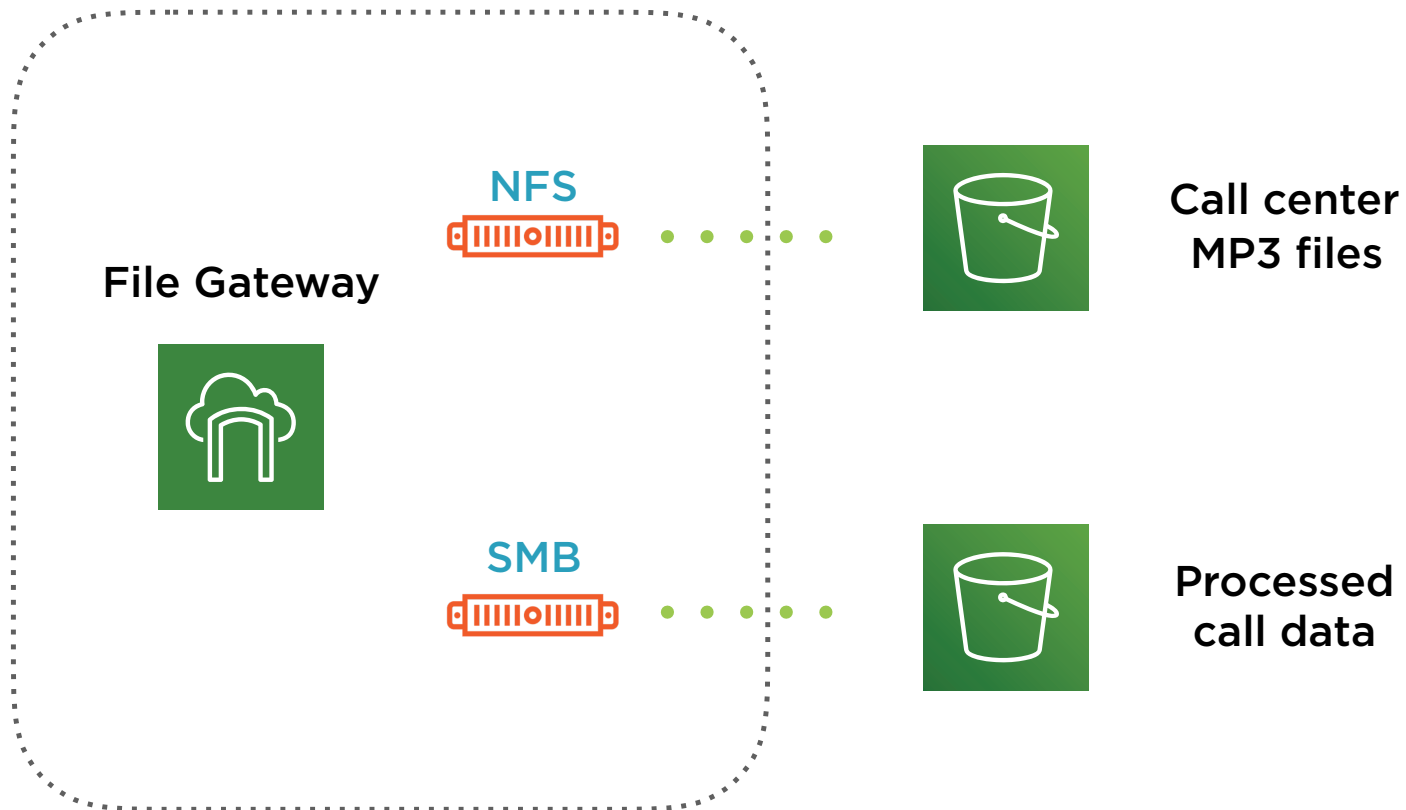 File Gateway
NFS
Call center
MP3 files
SMB
Processed
call data